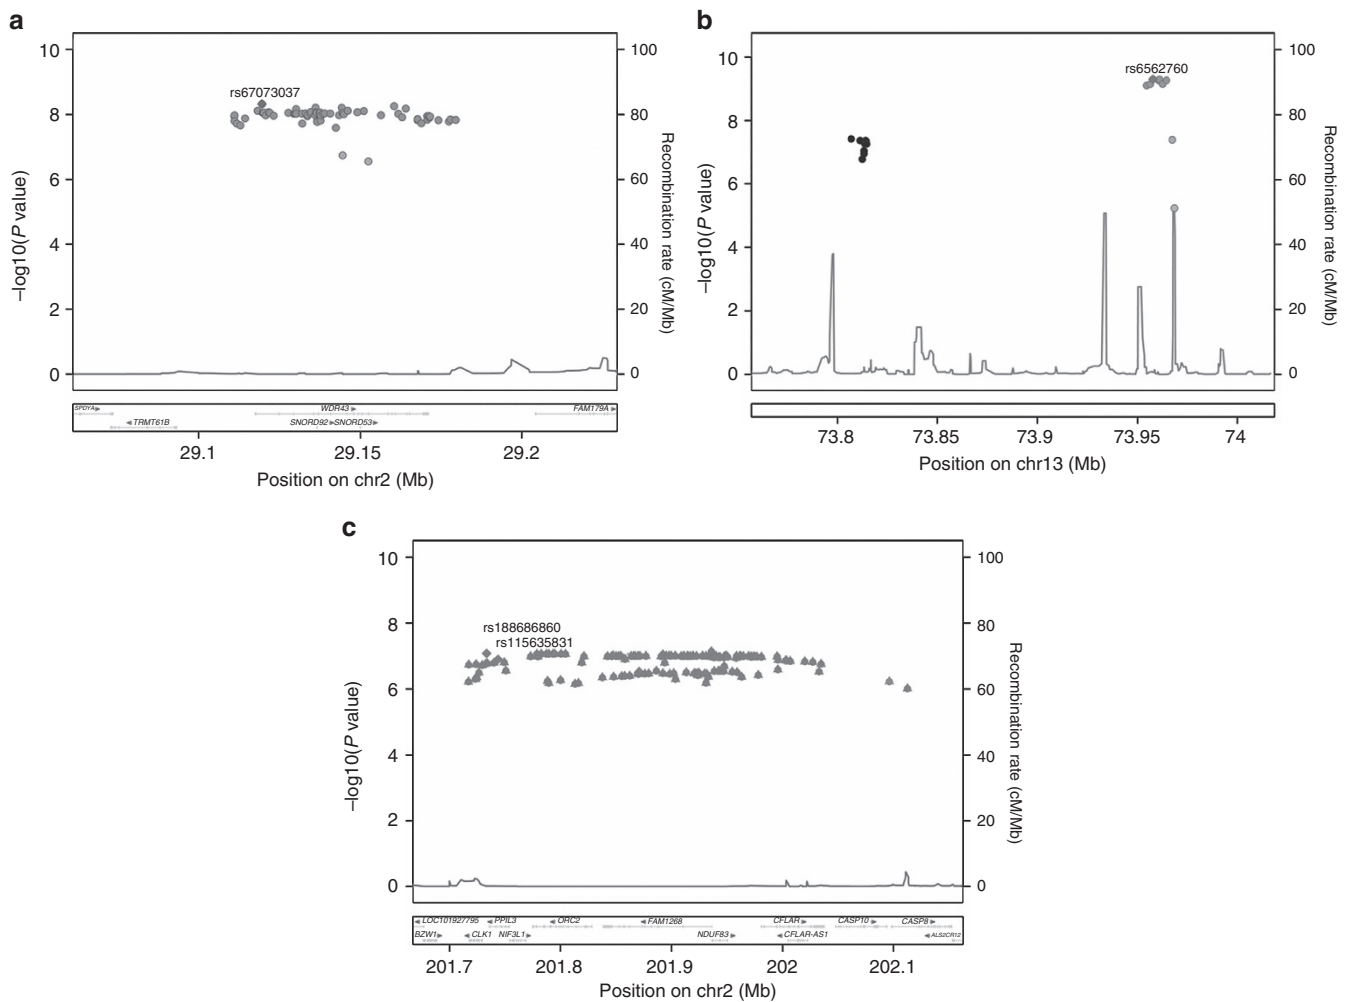 a
rs67073037
10
8
6
4
2
0
100
80
60
40
20
0
–log10(P value)
Recombination rate (cM/Mb)
SPDYA
WDR43
FAM179A
TRMT61B
SNORD92 SNORD53
29.1 29.15 29.2
Position on chr2 (Mb)
b
rs6562760
10
8
6
4
2
0
100
80
60
40
20
0
–log10(P value)
Recombination rate (cM/Mb)
73.8 73.85 73.9 73.95 74
Position on chr13 (Mb)
c
rs188686860
rs115635831
10
8
6
4
2
0
100
80
60
40
20
0
–log10(P value)
Recombination rate (cM/Mb)
LOC101927795 PPIL3 ORC2 FAM126B CFLAR CASP10 CASP8
BZW1 CLK1 NIF3L1 NDUFB3 CFLAR-AS1 ALS2CR12
201.7 201.8 201.9 202 202.1
Position on chr2 (Mb)